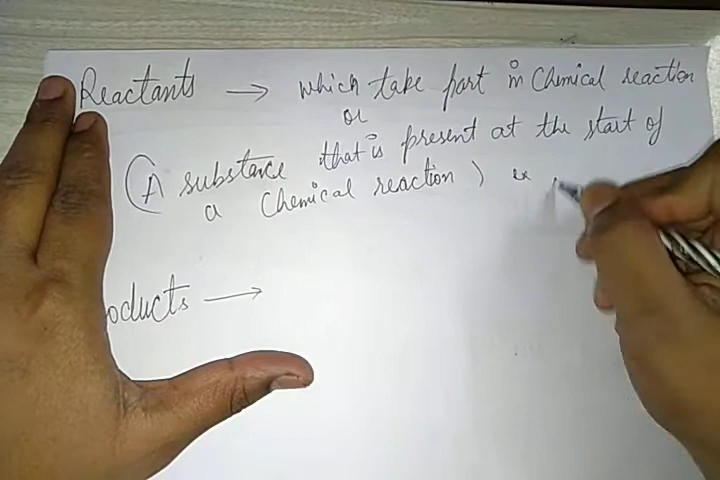 Reactants → which take part in Chemical reaction
or
(A substance that is present at the start of
a Chemical reaction) ex
oducts →